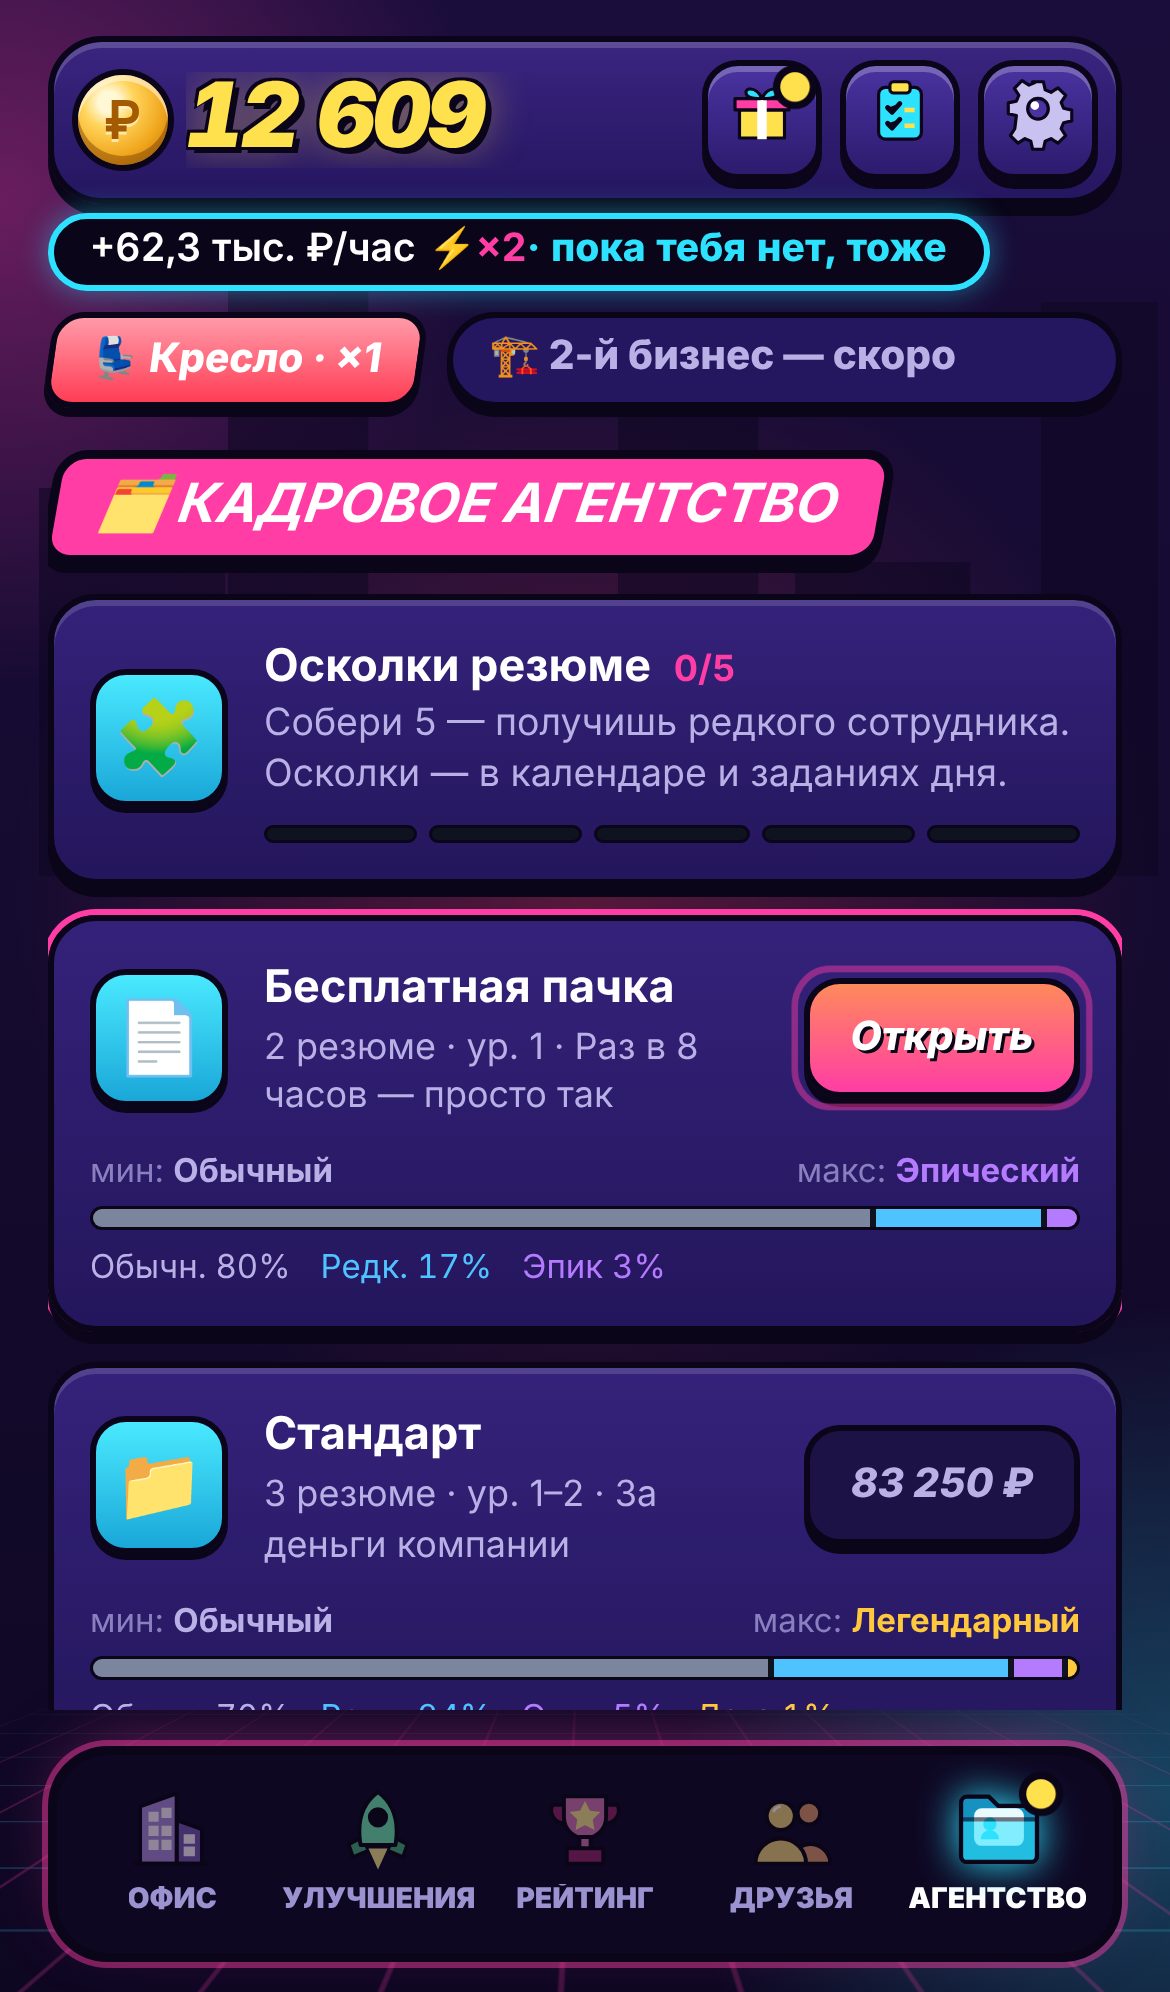 ₽ 12 609
+62,3 тыс. ₽/час ⚡×2 · пока тебя нет, тоже
Кресло · ×1
2-й бизнес — скоро
КАДРОВОЕ АГЕНТСТВО
Осколки резюме 0/5
Собери 5 — получишь редкого сотрудника.
Осколки — в календаре и заданиях дня.
Бесплатная пачка
2 резюме · ур. 1 · Раз в 8
часов — просто так
Открыть
мин: Обычный макс: Эпический
Обычн. 80% Редк. 17% Эпик 3%
Стандарт
3 резюме · ур. 1–2 · За
деньги компании
83 250 ₽
мин: Обычный макс: Легендарный
ОФИС УЛУЧШЕНИЯ РЕЙТИНГ ДРУЗЬЯ АГЕНТСТВО